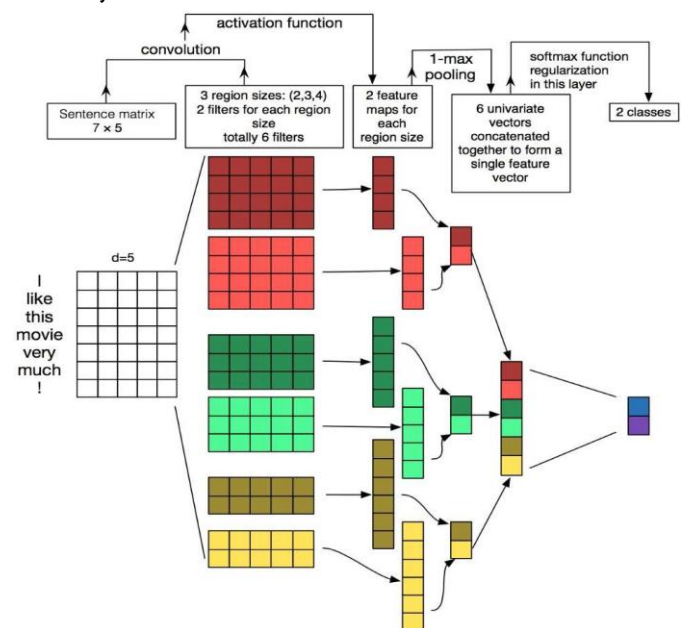 activation function
convolution
1-max
pooling
softmax function
regularization
in this layer
Sentence matrix
7 × 5
3 region sizes: (2,3,4)
2 filters for each region
size
totally 6 filters
2 feature
maps for
each
region size
6 univariate
vectors
concatenated
together to form a
single feature
vector
2 classes
d=5
I
like
this
movie
very
much
!